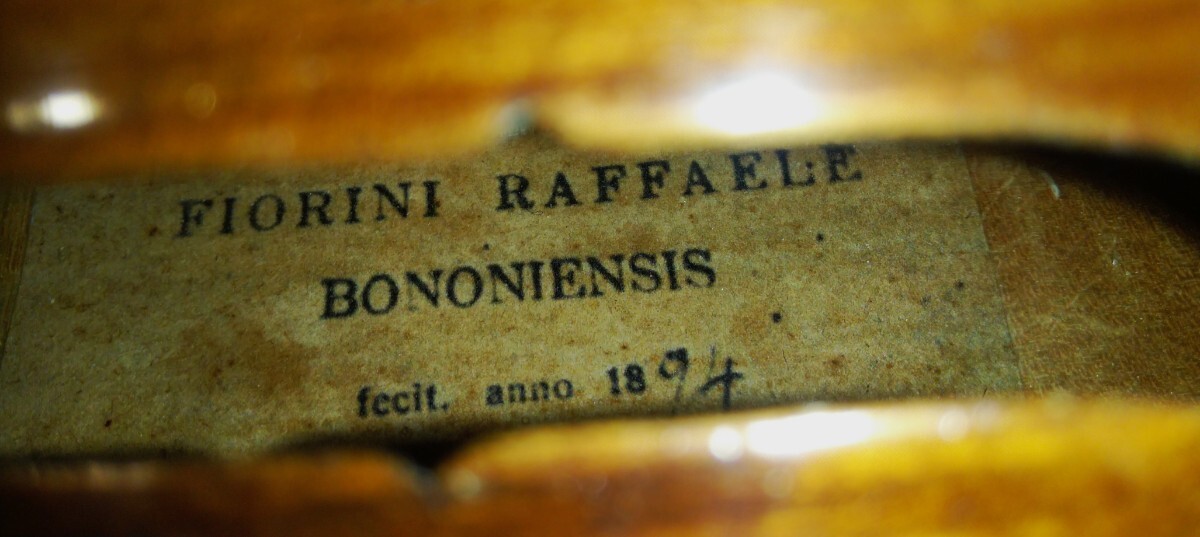 FIORINI RAFFAELE
BONONIENSIS
fecit. anno 1894